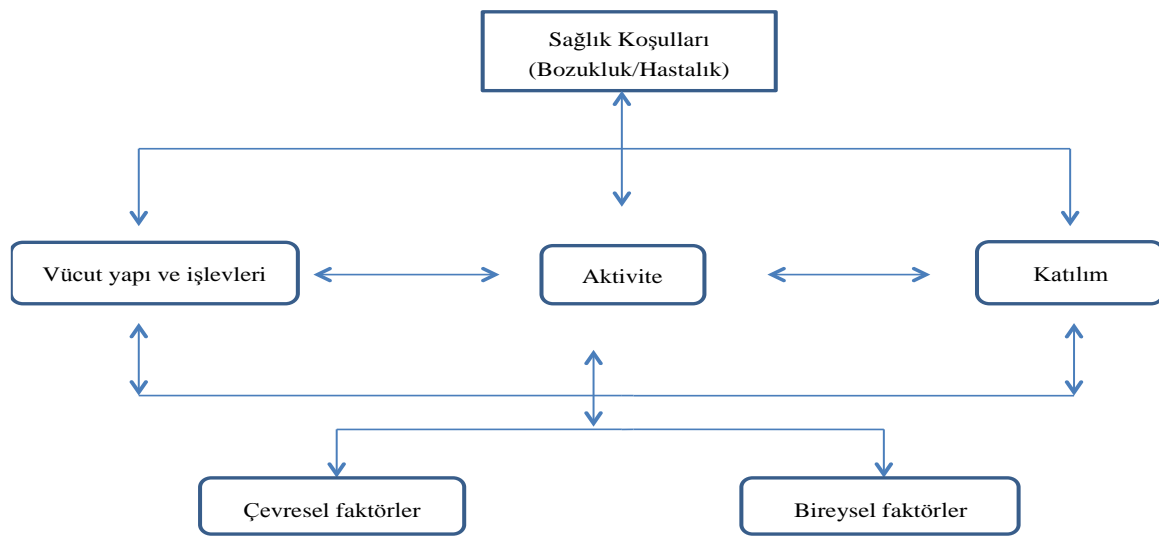 Sağlık Koşulları
(Bozukluk/Hastalık)
Vücut yapı ve işlevleri
Aktivite
Katılım
Çevresel faktörler
Bireysel faktörler